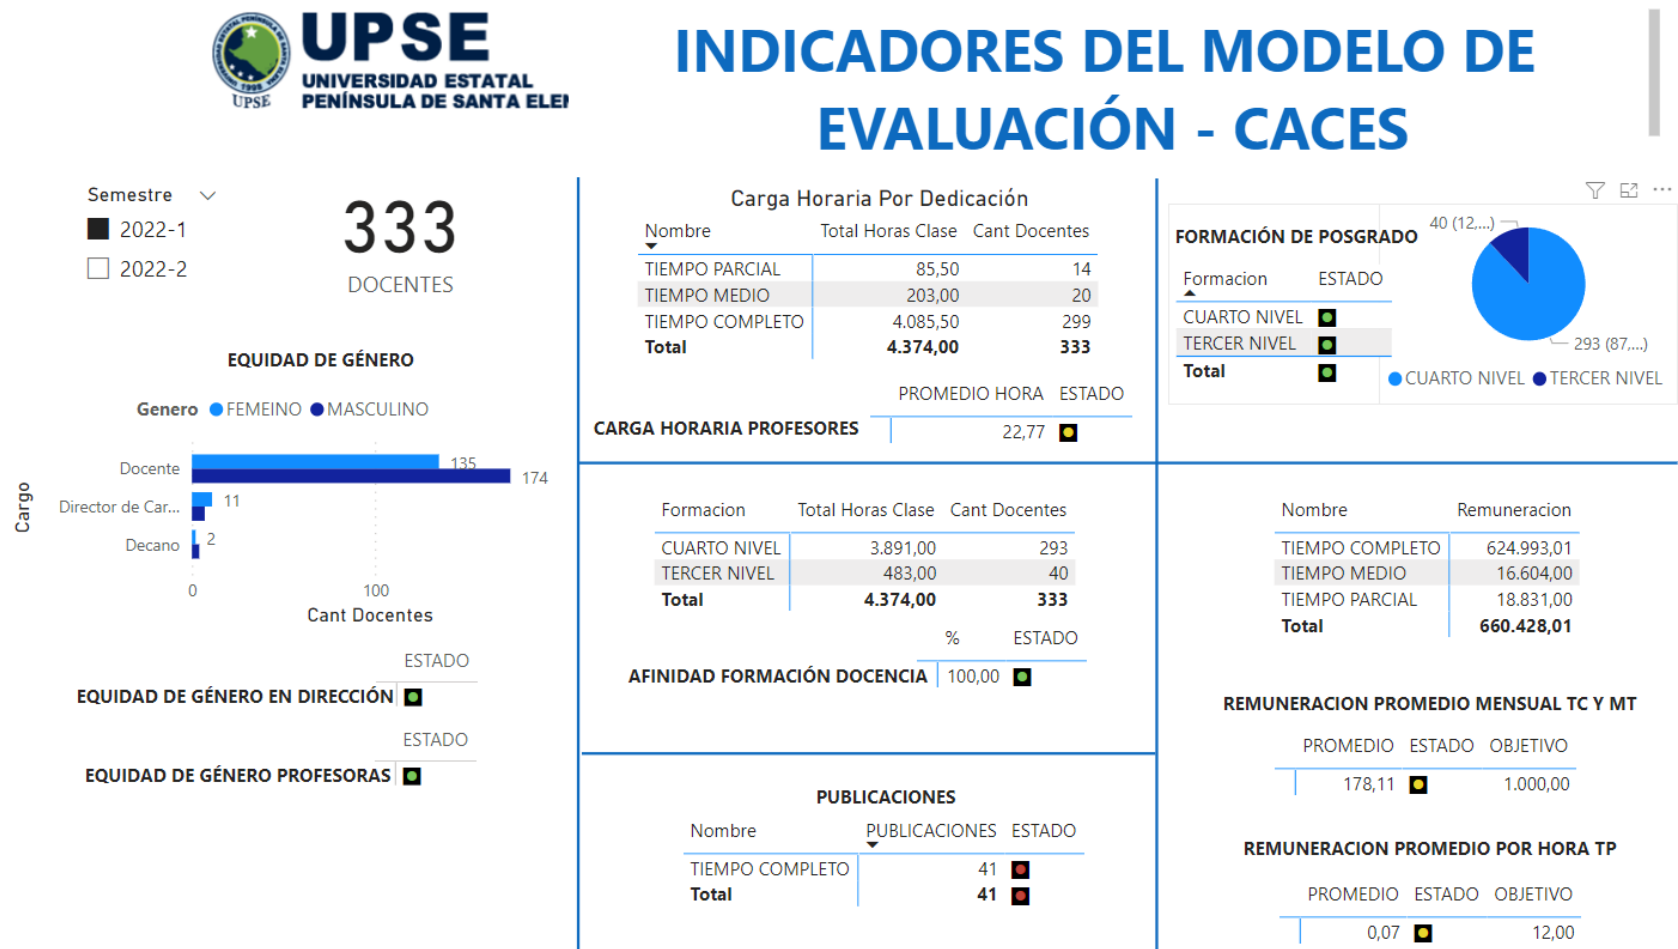 UPSE
UNIVERSIDAD ESTATAL
PENÍNSULA DE SANTA ELE
UPSE
INDICADORES DEL MODELO DE
EVALUACIÓN - CACES
Semestre
2022-1
2022-2
333
DOCENTES
EQUIDAD DE GÉNERO
Genero FEMEINO MASCULINO
Cargo
Docente 135 174
Director de Car... 11
Decano 2
0 100
Cant Docentes
ESTADO
EQUIDAD DE GÉNERO EN DIRECCIÓN
ESTADO
EQUIDAD DE GÉNERO PROFESORAS
Carga Horaria Por Dedicación
Nombre Total Horas Clase Cant Docentes
TIEMPO PARCIAL 85,50 14
TIEMPO MEDIO 203,00 20
TIEMPO COMPLETO 4.085,50 299
Total 4.374,00 333
PROMEDIO HORA ESTADO
CARGA HORARIA PROFESORES 22,77
Formacion Total Horas Clase Cant Docentes
CUARTO NIVEL 3.891,00 293
TERCER NIVEL 483,00 40
Total 4.374,00 333
% ESTADO
AFINIDAD FORMACIÓN DOCENCIA 100,00
PUBLICACIONES
Nombre PUBLICACIONES ESTADO
TIEMPO COMPLETO 41
Total 41
FORMACIÓN DE POSGRADO
Formacion ESTADO
CUARTO NIVEL
TERCER NIVEL
Total
40 (12,...)
293 (87,...)
CUARTO NIVEL TERCER NIVEL
Nombre Remuneracion
TIEMPO COMPLETO 624.993,01
TIEMPO MEDIO 16.604,00
TIEMPO PARCIAL 18.831,00
Total 660.428,01
REMUNERACION PROMEDIO MENSUAL TC Y MT
PROMEDIO ESTADO OBJETIVO
178,11 1.000,00
REMUNERACION PROMEDIO POR HORA TP
PROMEDIO ESTADO OBJETIVO
0,07 12,00